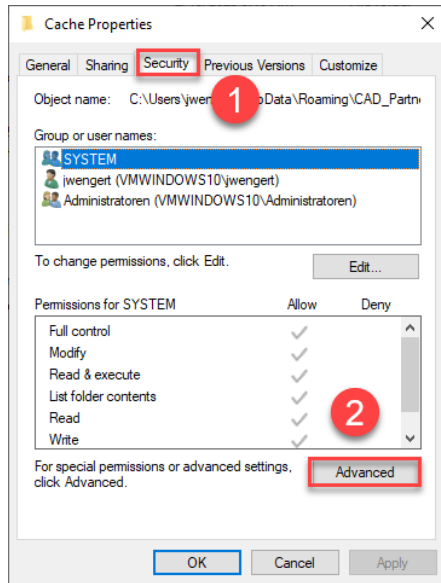 Cache Properties
General Sharing Security Previous Versions Customize
1
Object name: C:\Users\jwen pData\Roaming\CAD_Partn
Group or user names:
SYSTEM
jwengert (VMWINDOWS10\jwengert)
Administratoren (VMWINDOWS10\Administratoren)
To change permissions, click Edit.
Edit...
Permissions for SYSTEM Allow Deny
Full control
Modify
Read & execute
List folder contents
Read
Write
2
For special permissions or advanced settings,
click Advanced.
Advanced
OK Cancel Apply